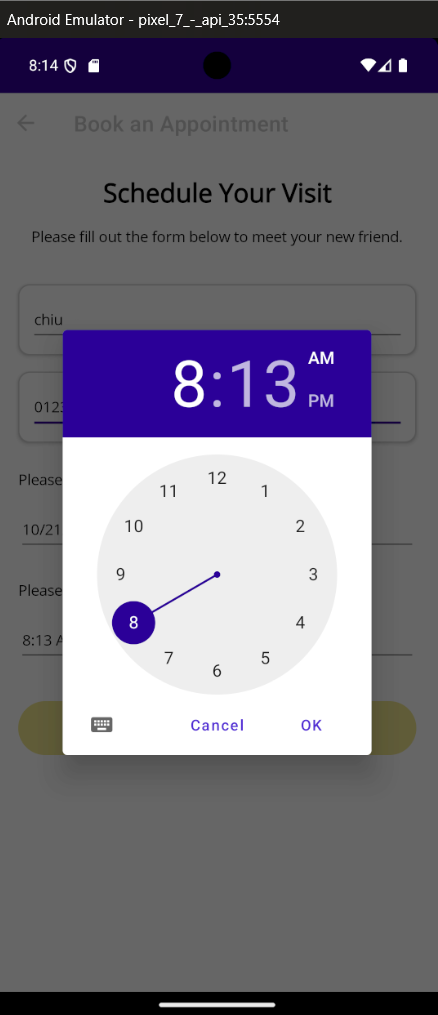 Android Emulator - pixel_7_-_api_35:5554
8:14
Book an Appointment
Schedule Your Visit
Please fill out the form below to meet your new friend.
chiu
8:13
AM
PM
0123
Please
10/21
Please
8:13 A
12
11
1
10
2
9
3
8
4
7
5
6
Cancel
OK